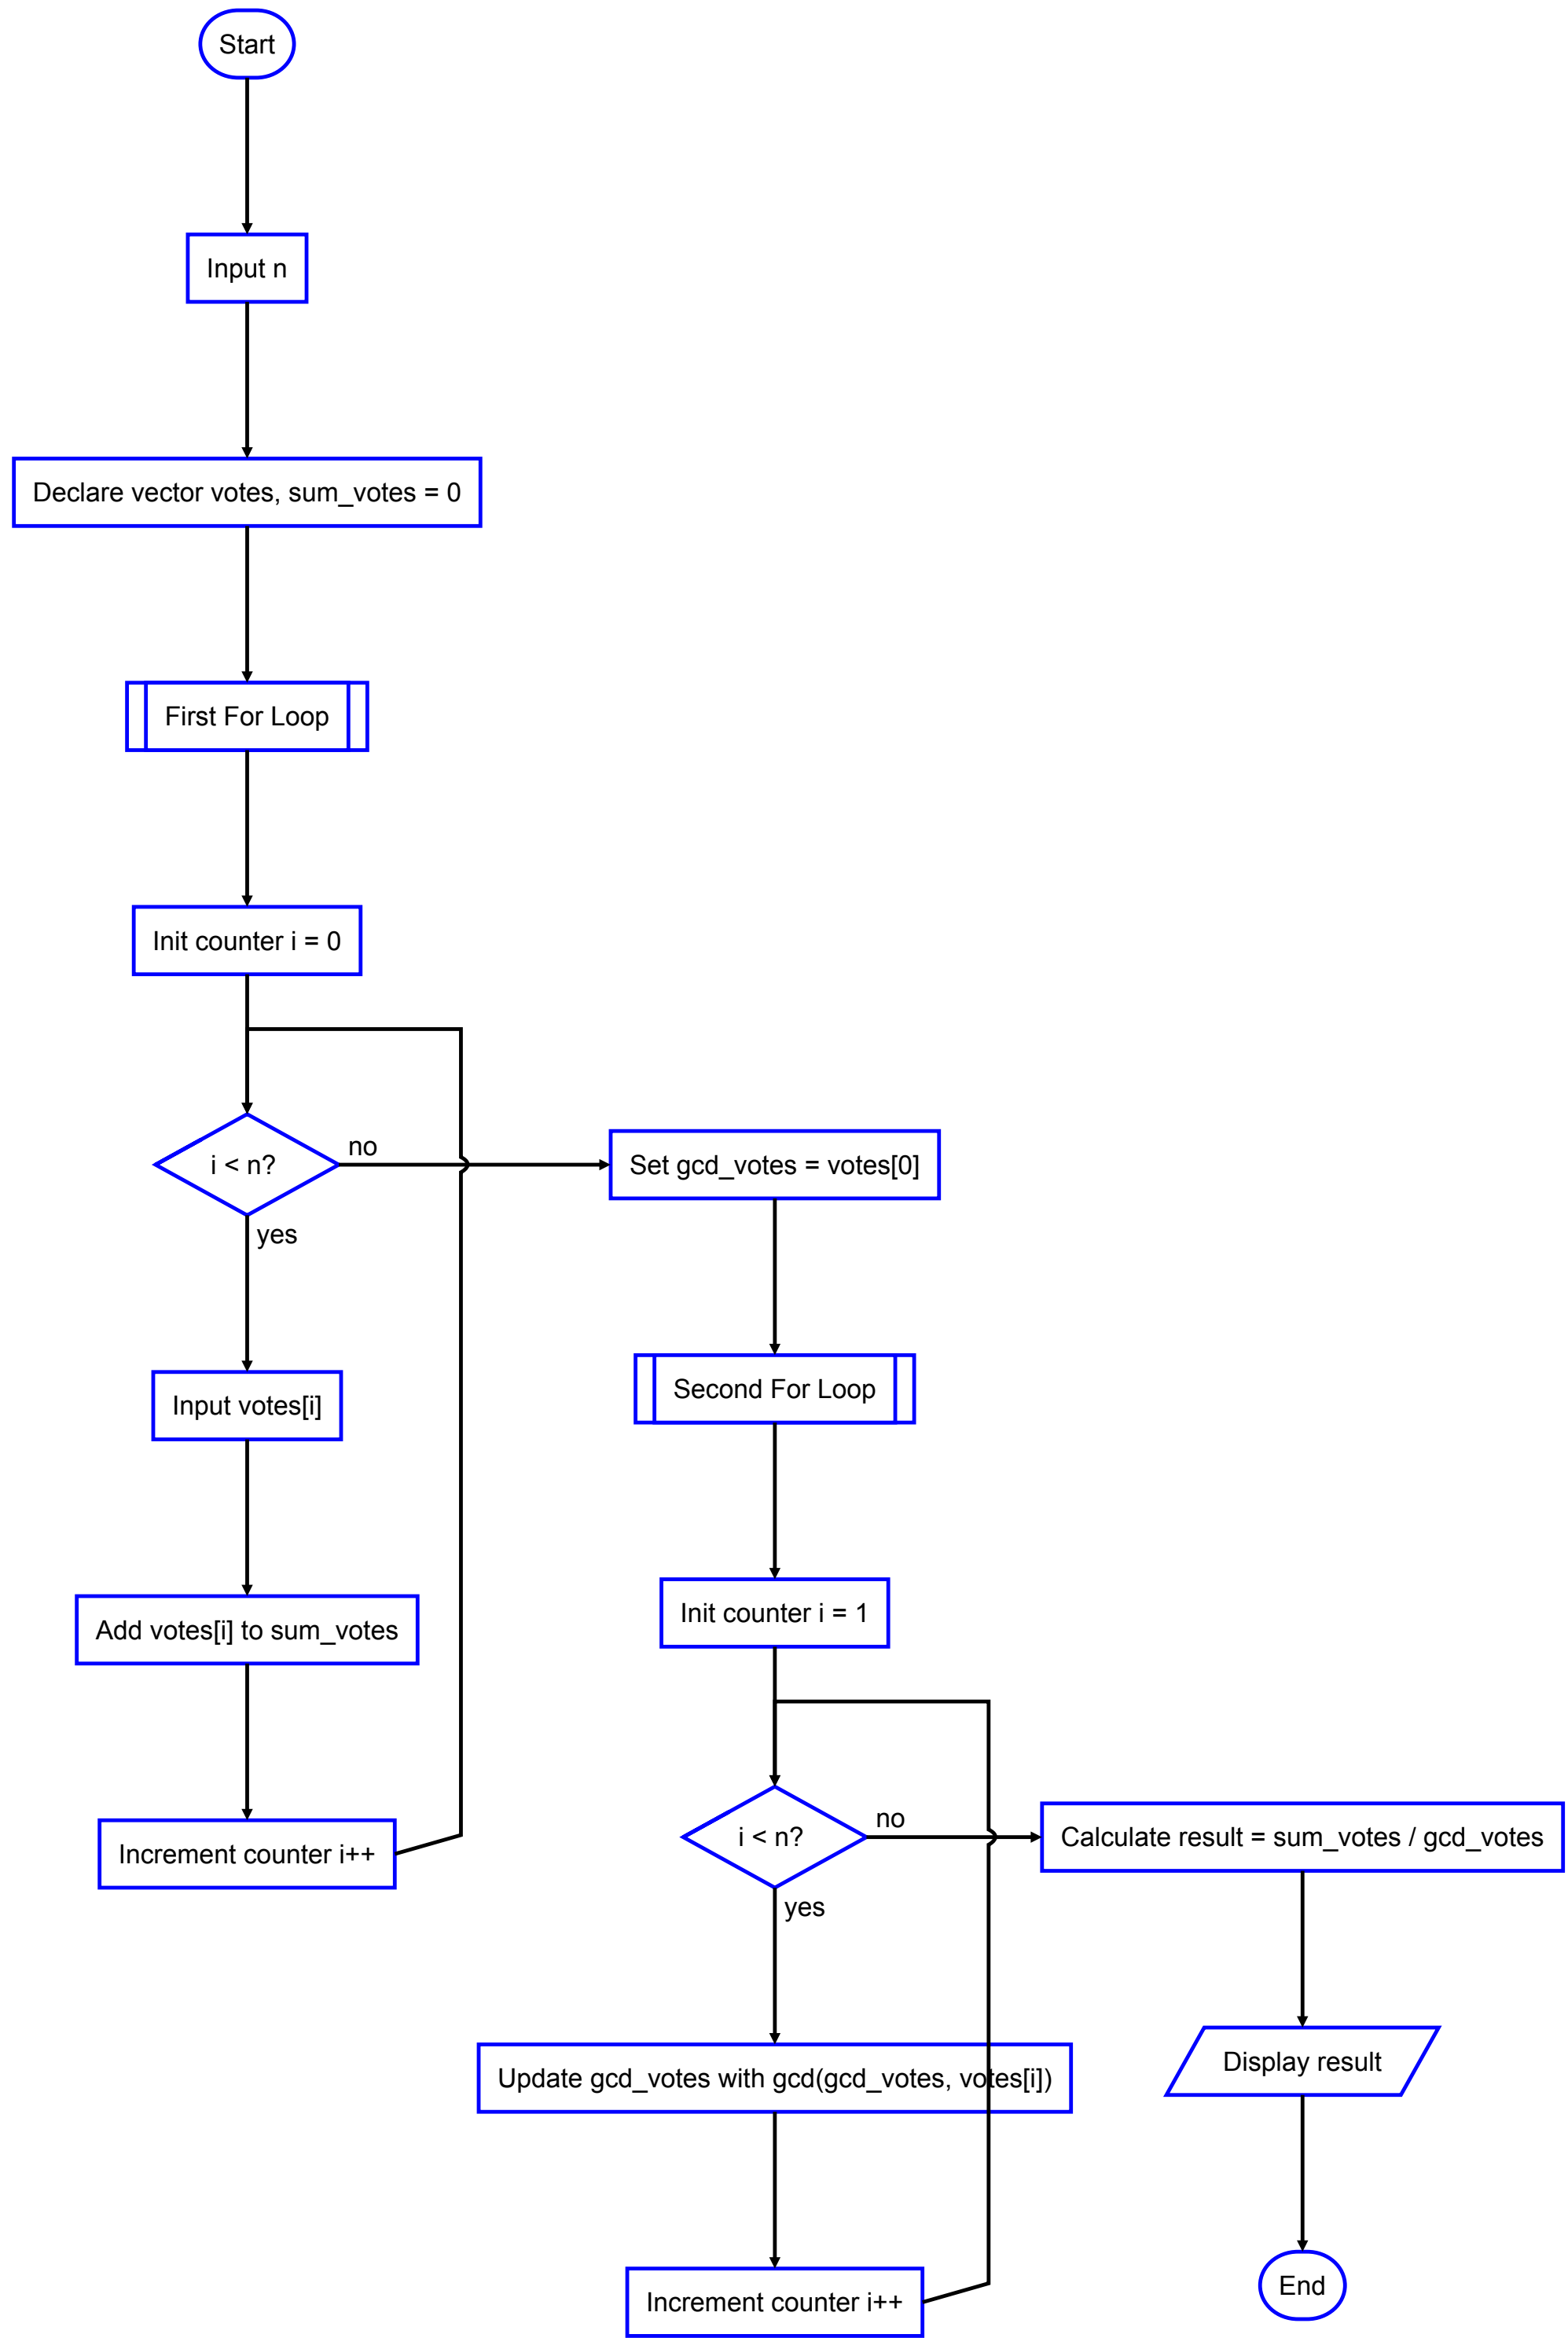 Start
Input n
Declare vector votes, sum_votes = 0
First For Loop
Init counter i = 0
i < n?
no
yes
Input votes[i]
Add votes[i] to sum_votes
Increment counter i++
Set gcd_votes = votes[0]
Second For Loop
Init counter i = 1
i < n?
no
yes
Update gcd_votes with gcd(gcd_votes, votes[i])
Increment counter i++
Calculate result = sum_votes / gcd_votes
Display result
End